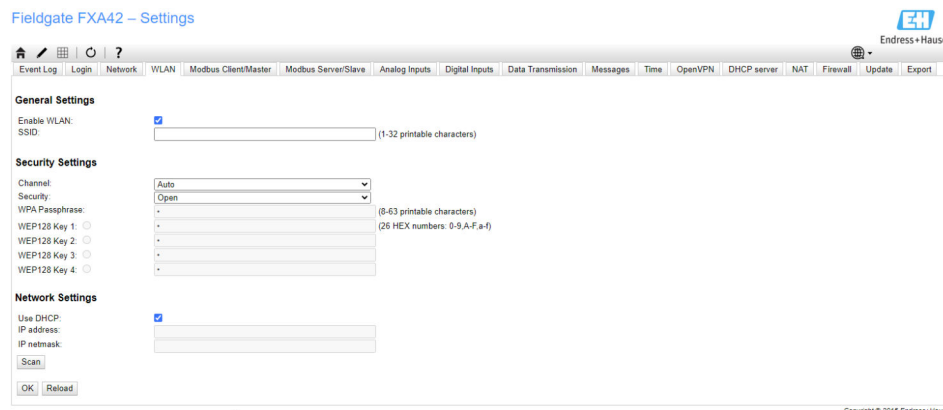 Fieldgate FXA42 – Settings
EH
Endress+Hause
?
Event Log Login Network WLAN Modbus Client/Master Modbus Server/Slave Analog Inputs Digital Inputs Data Transmission Messages Time OpenVPN DHCP server NAT Firewall Update Export
General Settings
Enable WLAN:
SSID: (1-32 printable characters)
Security Settings
Channel: Auto
Security: Open
WPA Passphrase: (8-63 printable characters)
WEP128 Key 1: (26 HEX numbers: 0-9,A-F,a-f)
WEP128 Key 2:
WEP128 Key 3:
WEP128 Key 4:
Network Settings
Use DHCP:
IP address:
IP netmask:
Scan
OK Reload